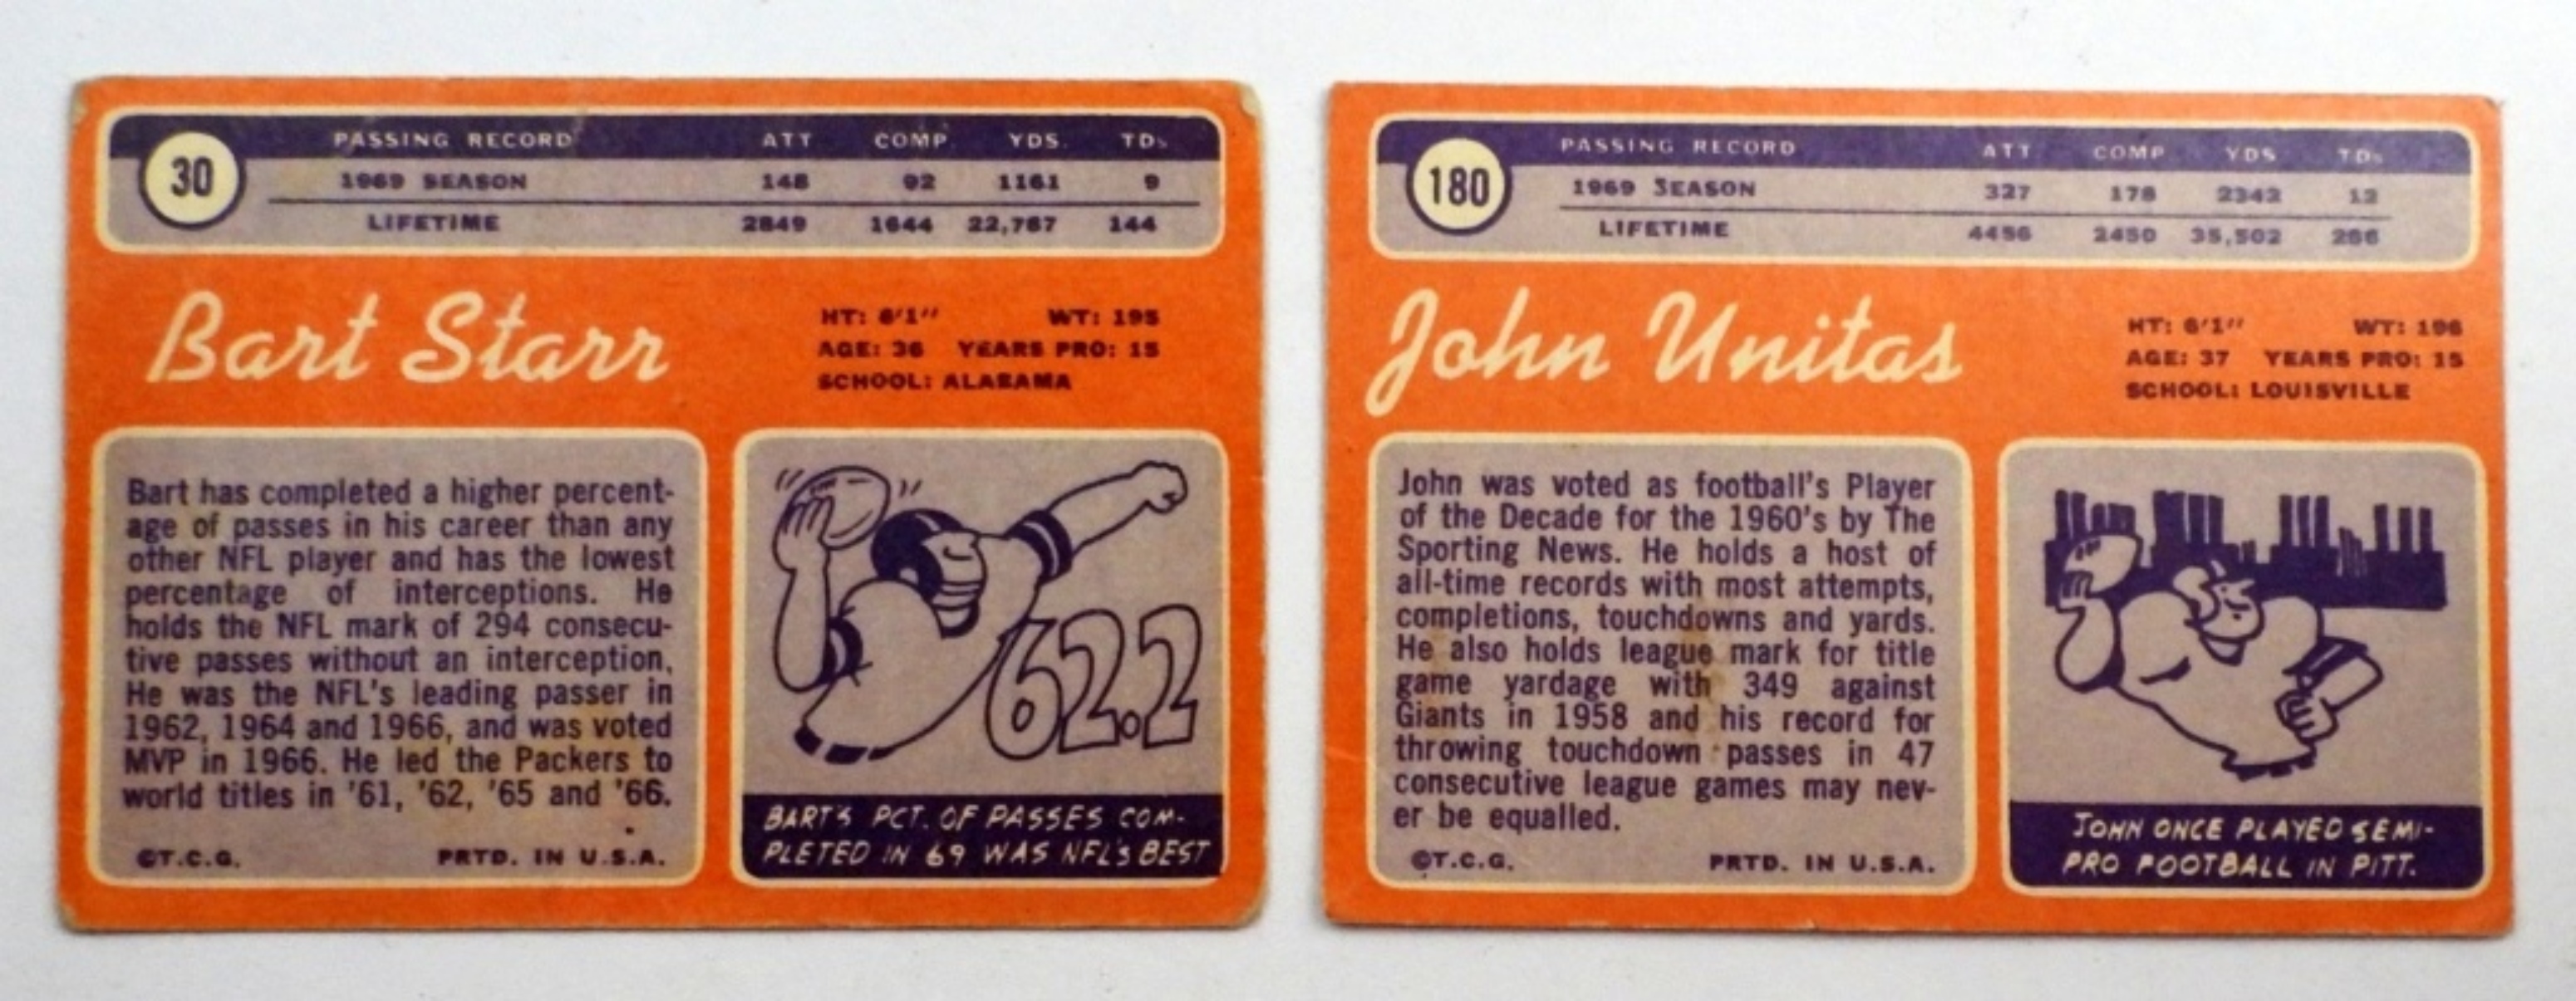 30 PASSING RECORD ATT COMP. YDS. TDs
1969 SEASON 148 92 1161 9
LIFETIME 2849 1644 22,787 144
Bart Starr
HT: 6'1" WT: 195
AGE: 36 YEARS PRO: 15
SCHOOL: ALABAMA
Bart has completed a higher percent-
age of passes in his career than any
other NFL player and has the lowest
percentage of interceptions. He
holds the NFL mark of 294 consecu-
tive passes without an interception.
He was the NFL's leading passer in
1962, 1964 and 1966, and was voted
MVP in 1966. He led the Packers to
world titles in '61, '62, '65 and '66.
©T.C.G. PRTD. IN U.S.A.
62.2
BART'S PCT. OF PASSES COM-
PLETED IN 69 WAS NFL'S BEST
180 PASSING RECORD ATT COMP YDS TDs
1969 SEASON 327 178 2342 12
LIFETIME 4456 2450 35,502 266
John Unitas
HT: 6'1" WT: 196
AGE: 37 YEARS PRO: 15
SCHOOL: LOUISVILLE
John was voted as football's Player
of the Decade for the 1960's by The
Sporting News. He holds a host of
all-time records with most attempts,
completions, touchdowns and yards.
He also holds league mark for title
game yardage with 349 against
Giants in 1958 and his record for
throwing touchdown passes in 47
consecutive league games may nev-
er be equalled.
©T.C.G. PRTD. IN U.S.A.
JOHN ONCE PLAYED SEMI-
PRO FOOTBALL IN PITT.